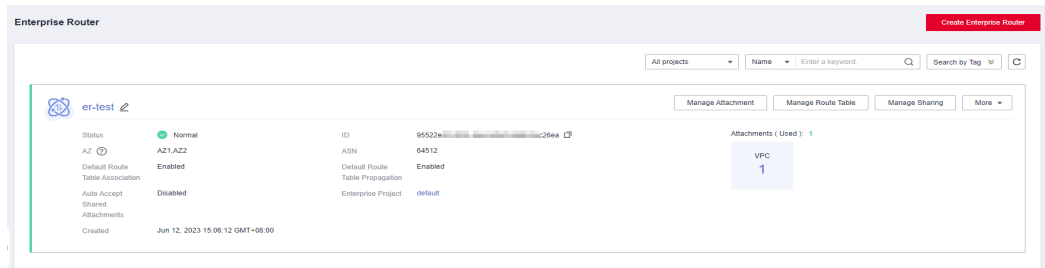 Enterprise Router
Create Enterprise Router
All projects Name Enter a keyword. Search by Tag
er-test Manage Attachment Manage Route Table Manage Sharing More
Status Normal ID 95522e c26ea Attachments ( Used ): 1
AZ AZ1,AZ2 ASN 64512
VPC
1
Default Route
Table Association Enabled Default Route
Table Propagation Enabled
Auto Accept
Shared
Attachments Disabled Enterprise Project default
Created Jun 12, 2023 15:06:12 GMT+08:00